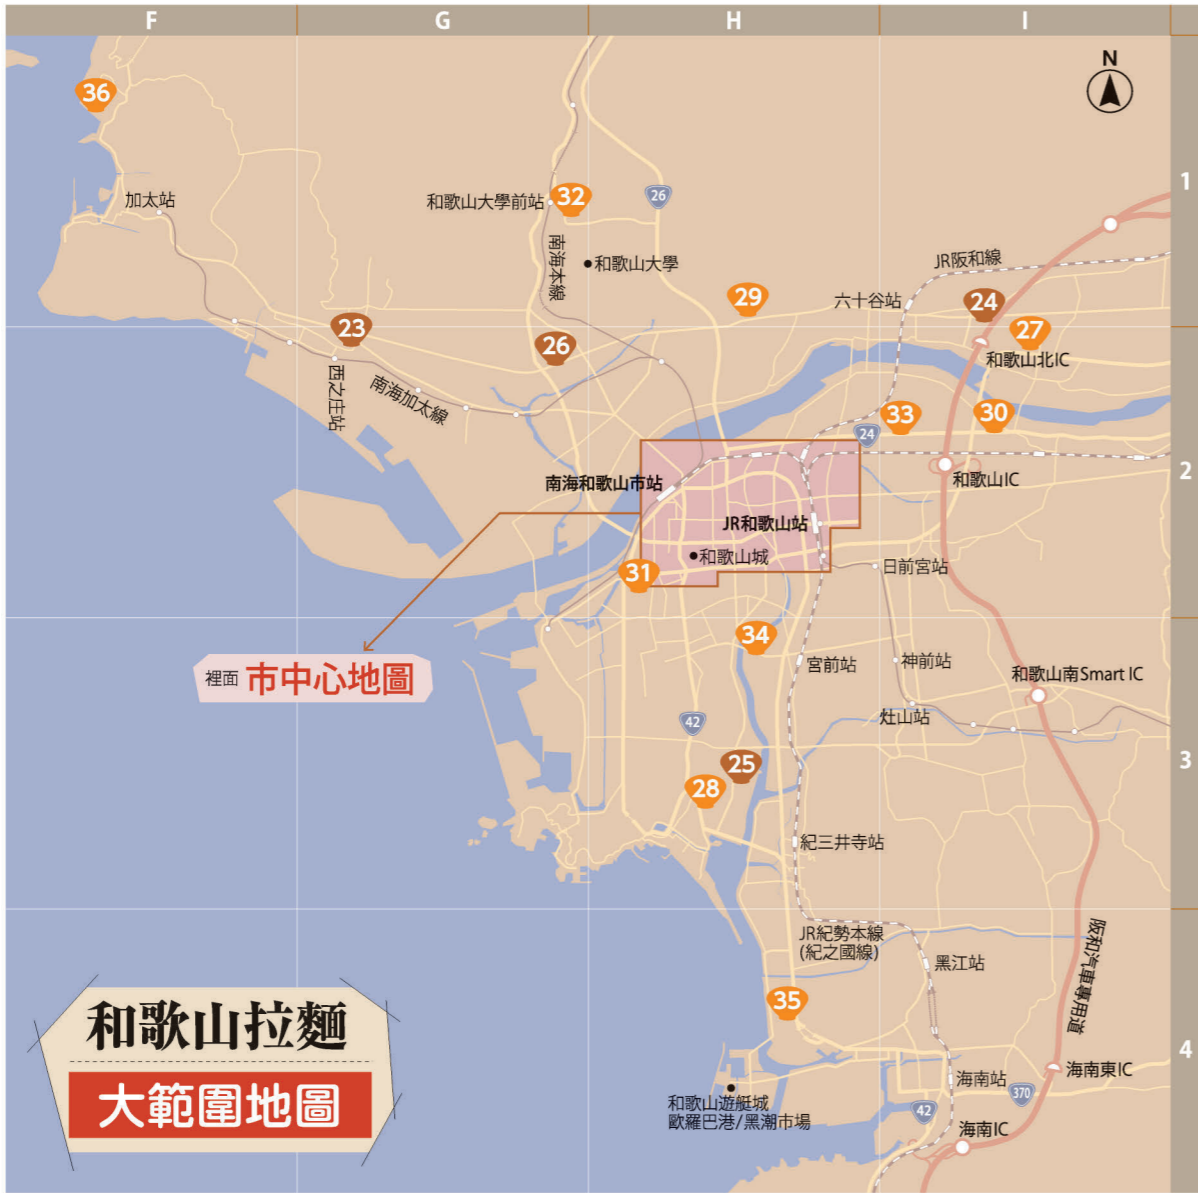 F
G
H
I
N
36
1
加太站
和歌山大學前站
32
26
南海本線
和歌山大學
JR阪和線
29
六十谷站
24
23
27
26
和歌山北IC
西之庄站
南海加太線
33
30
24
2
南海和歌山市站
和歌山IC
JR和歌山站
和歌山城
31
日前宮站
34
宮前站
神前站
裡面 市中心地圖
和歌山南Smart IC
42
灶山站
25
3
28
紀三井寺站
JR紀勢本線
(紀之國線)
阪和汽車專用道
黑江站
35
和歌山拉麵
大範圍地圖
4
海南站
海南東IC
370
和歌山遊艇城
歐羅巴港/黑潮市場
42
海南IC